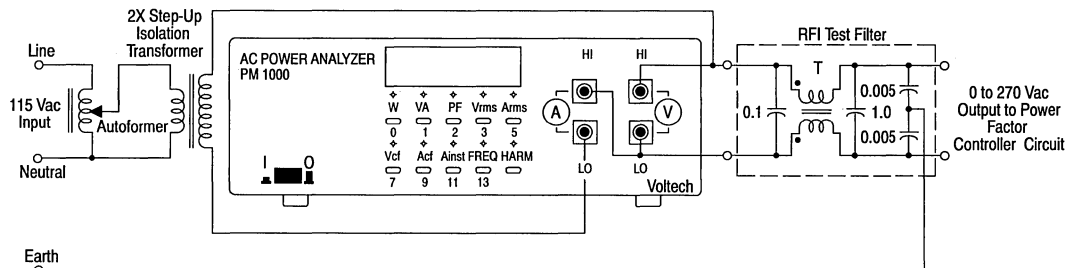 2X Step-Up
Isolation
Transformer
Line
115 Vac
Input
Autoformer
Neutral
Earth
AC POWER ANALYZER
PM 1000
W VA PF Vrms Arms
0 1 2 3 5
Vcf Acf Ainst FREQ HARM
7 9 11 13
I O
HI HI
A V
LO LO
Voltech
RFI Test Filter
T
0.1
0.005
1.0
0.005
0 to 270 Vac
Output to Power
Factor
Controller Circuit